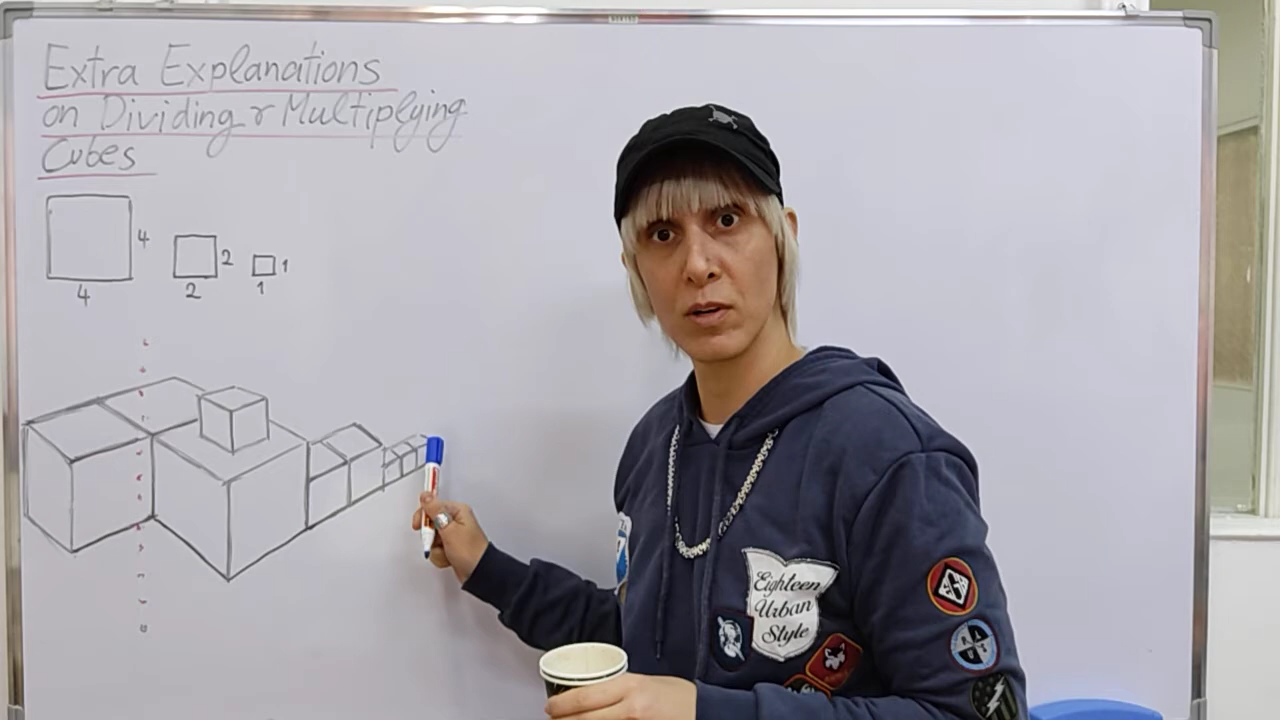 Extra Explanations
on Dividing & Multiplying
Cubes
4
4
2
2
1
1
Eighteen
Urban
Style